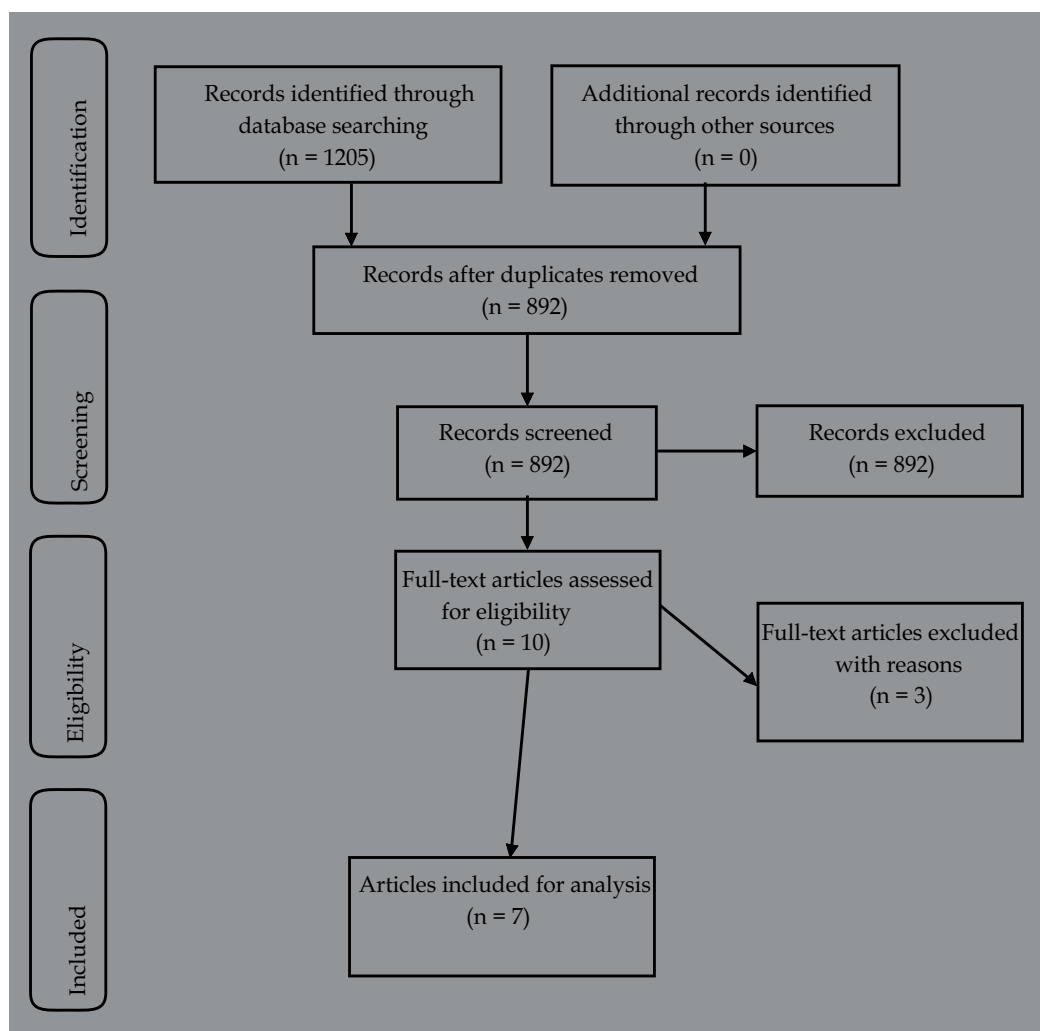 Identification
Records identified through
database searching
(n = 1205)
Additional records identified
through other sources
(n = 0)
Records after duplicates removed
(n = 892)
Screening
Records screened
(n = 892)
Records excluded
(n = 892)
Eligibility
Full-text articles assessed
for eligibility
(n = 10)
Full-text articles excluded
with reasons
(n = 3)
Included
Articles included for analysis
(n = 7)